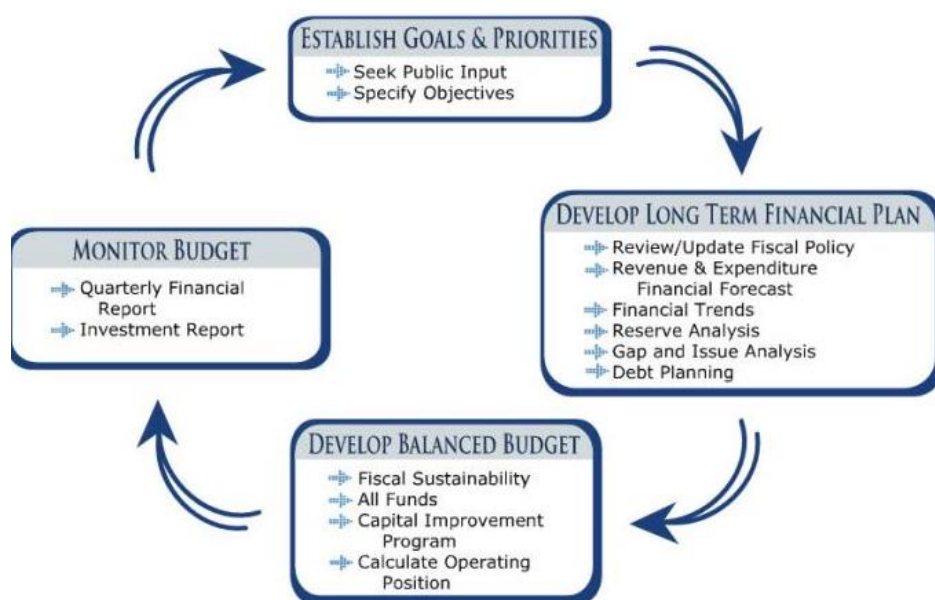 ESTABLISH GOALS & PRIORITIES
Seek Public Input
Specify Objectives
DEVELOP LONG TERM FINANCIAL PLAN
Review/Update Fiscal Policy
Revenue & Expenditure
Financial Forecast
Financial Trends
Reserve Analysis
Gap and Issue Analysis
Debt Planning
DEVELOP BALANCED BUDGET
Fiscal Sustainability
All Funds
Capital Improvement
Program
Calculate Operating
Position
MONITOR BUDGET
Quarterly Financial
Report
Investment Report